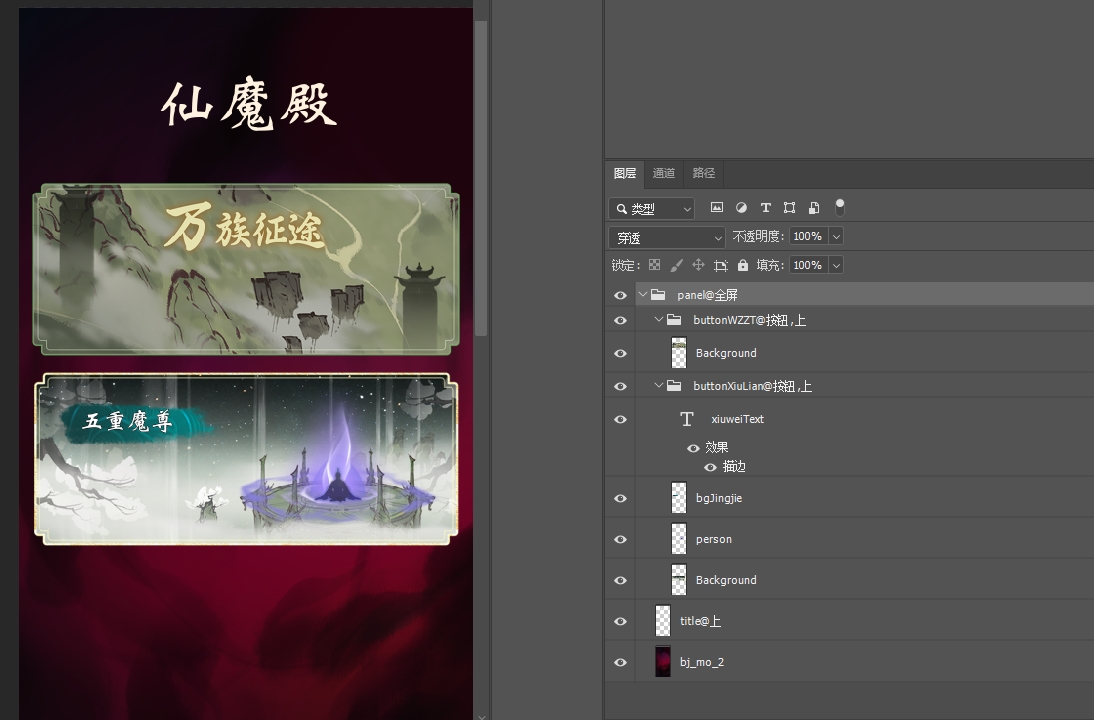 仙魔殿
万族征途
五重魔尊
图层 通道 路径
类型
穿透 不透明度: 100%
锁定: 填充: 100%
panel@全屏
buttonWZZT@按钮,上
Background
buttonXiuLian@按钮,上
T xiuweiText
效果
描边
bgJingjie
person
Background
title@上
bj_mo_2